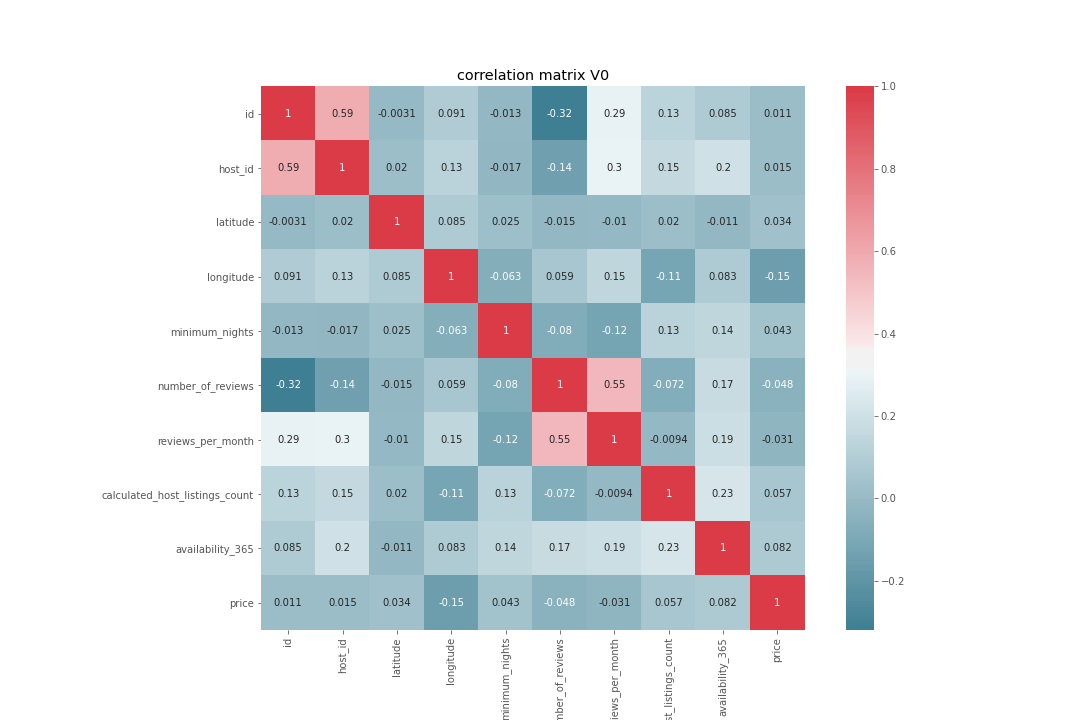 correlation matrix V0
id 1 0.59 -0.0031 0.091 -0.013 -0.32 0.29 0.13 0.085 0.011
host_id 0.59 1 0.02 0.13 -0.017 -0.14 0.3 0.15 0.2 0.015
latitude -0.0031 0.02 1 0.085 0.025 -0.015 -0.01 0.02 -0.011 0.034
longitude 0.091 0.13 0.085 1 -0.063 0.059 0.15 -0.11 0.083 -0.15
minimum_nights -0.013 -0.017 0.025 -0.063 1 -0.08 -0.12 0.13 0.14 0.043
number_of_reviews -0.32 -0.14 -0.015 0.059 -0.08 1 0.55 -0.072 0.17 -0.048
reviews_per_month 0.29 0.3 -0.01 0.15 -0.12 0.55 1 -0.0094 0.19 -0.031
calculated_host_listings_count 0.13 0.15 0.02 -0.11 0.13 -0.072 -0.0094 1 0.23 0.057
availability_365 0.085 0.2 -0.011 0.083 0.14 0.17 0.19 0.23 1 0.082
price 0.011 0.015 0.034 -0.15 0.043 -0.048 -0.031 0.057 0.082 1
id
host_id
latitude
longitude
minimum_nights
mber_of_reviews
iews_per_month
st_listings_count
availability_365
price
1.0
0.8
0.6
0.4
0.2
0.0
−0.2